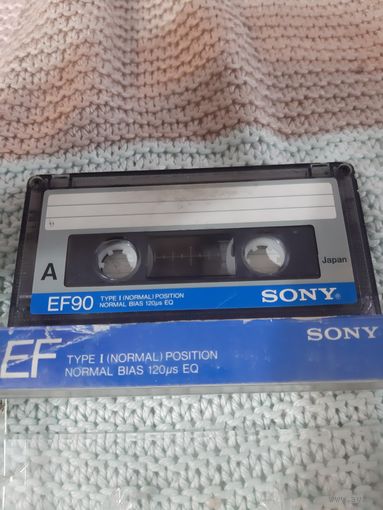 A
Japan
EF90 TYPE I (NORMAL) POSITION
NORMAL BIAS 120µs EQ
SONY®
SONY
EF TYPE I (NORMAL) POSITION
NORMAL BIAS 120µs EQ